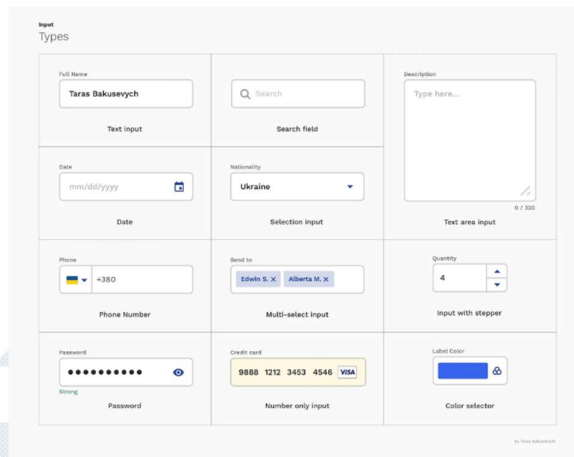 Input
Types
Full Name
Taras Bakusevych
Text input
Search
Search field
Description
Type here...
0 / 320
Text area input
Date
mm/dd/yyyy
Date
Nationality
Ukraine
Selection input
Phone
+380
Phone Number
Send to
Edwin S. X Alberta M. X
Multi-select input
Quantity
4
Input with stepper
Password
Strong
Password
Credit card
9888 1212 3453 4546 VISA
Number only input
Label Color
Color selector
by Taras Bakusevych